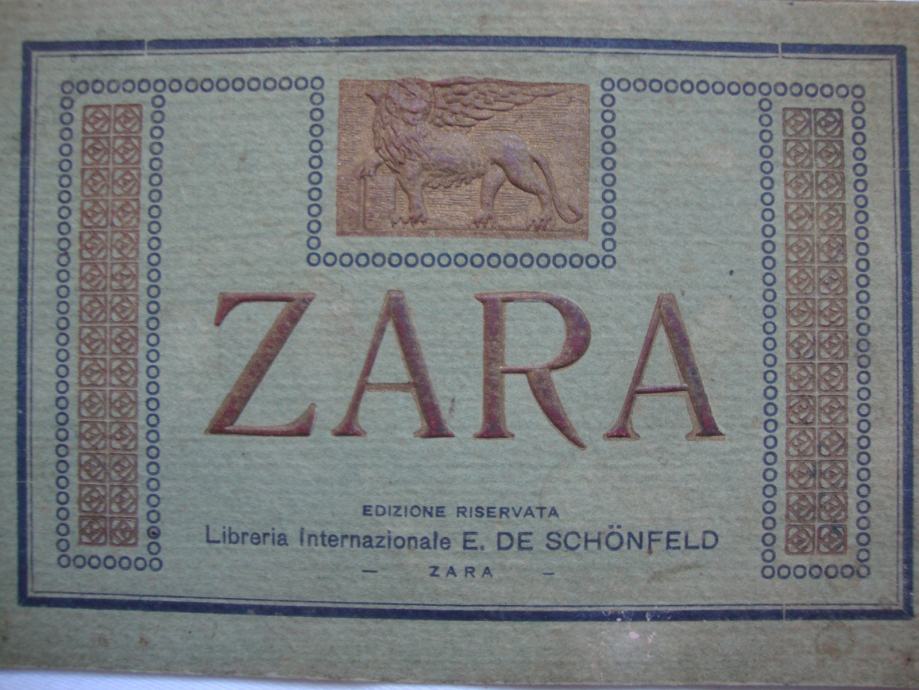 ZARA
EDIZIONE RISERVATA
Libreria Internazionale E. DE SCHÖNFELD
— ZARA —